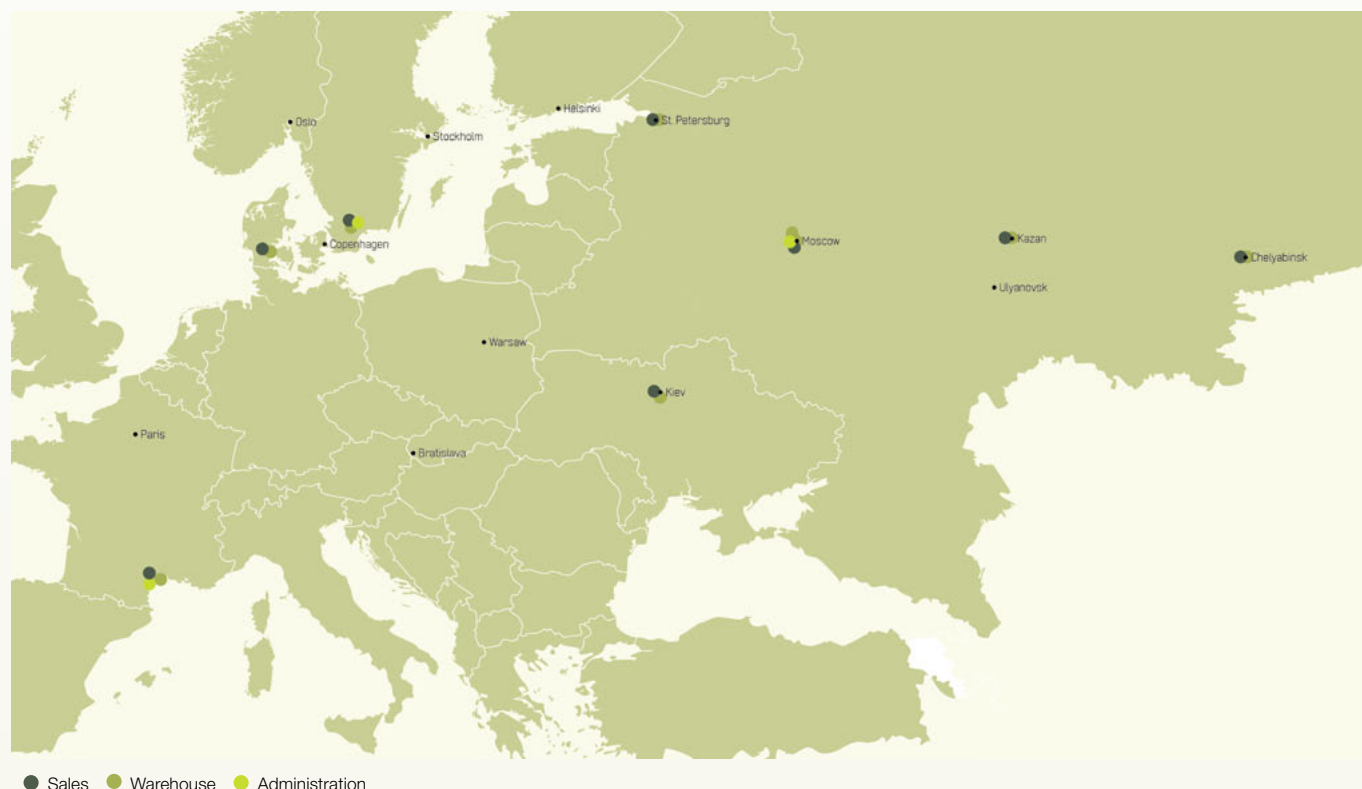 Helsinki
St. Petersburg
Oslo
Stockholm
Copenhagen
Moscow
Kazan
Chelyabinsk
Ulyanovsk
Warsaw
Kiev
Paris
Bratislava
Sales Warehouse Administration